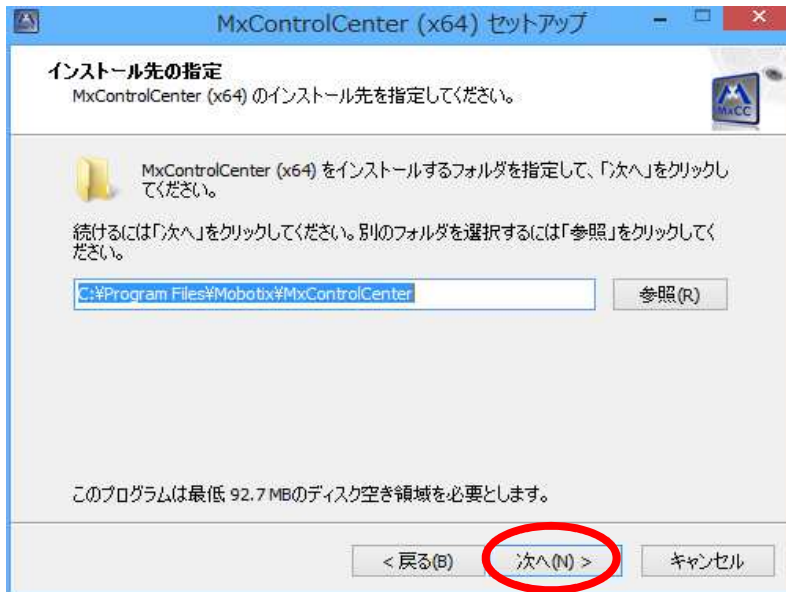 MxControlCenter (x64) セットアップ
インストール先の指定
MxControlCenter (x64) のインストール先を指定してください。
MxCC
MxControlCenter (x64) をインストールするフォルダを指定して、「次へ」をクリックし
てください。
続けるには「次へ」をクリックしてください。別のフォルダを選択するには「参照」をクリックしてく
ださい。
C:¥Program Files¥Mobotix¥MxControlCenter
参照(R)
このプログラムは最低 92.7 MBのディスク空き領域を必要とします。
< 戻る(B)
次へ(N) >
キャンセル